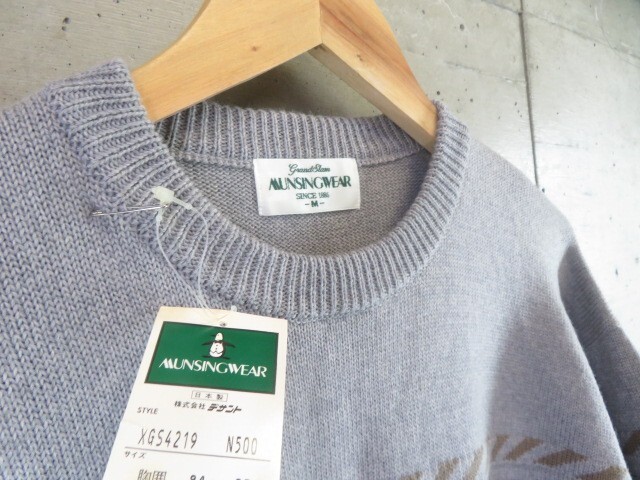 Grand Slam
MUNSINGWEAR
SINCE 1886
-M-
MUNSINGWEAR
日本製
株式会社 デサント
STYLE
XGS4219 N500
サイズ
胸囲